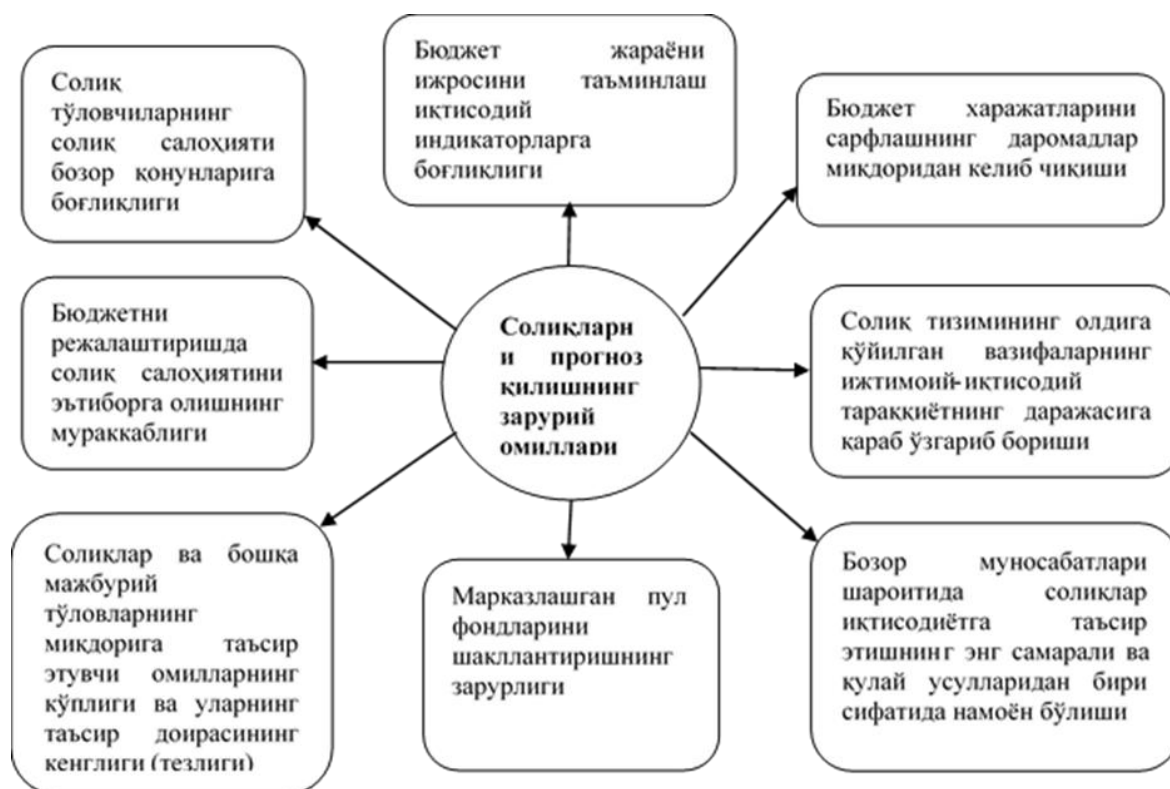 Солиқ
тўловчиларнинг
солиқ салоҳияти
бозор қонунларига
боғлиқлиги
Бюджет жараёни
ижросини таъминлаш
иқтисодий
индикаторларга
боғлиқлиги
Бюджет харажатларини
сарфлашнинг даромадлар
миқдоридан келиб чиқиши
Бюджетни
режалаштиришда
солиқ салоҳиятини
эътиборга олишнинг
мураккаблиги
Солиқларн
и прогноз
қилишнинг
зарурий
омиллари
Солиқ тизимининг олдига
қўйилган вазифаларнинг
ижтимоий-иқтисодий
тараққиётнинг даражасига
қараб ўзгариб бориши
Солиқлар ва бошқа
мажбурий
тўловларнинг
миқдорига таъсир
этувчи омилларнинг
кўплиги ва уларнинг
таъсир доирасининг
кенглиги (тезлиги)
Марказлашган пул
фондларини
шакллантиришнинг
зарурлиги
Бозор муносабатлари
шароитида солиқлар
иқтисодиётга таъсир
этишнинг энг самарали ва
қулай усулларидан бири
сифатида намоён бўлиши